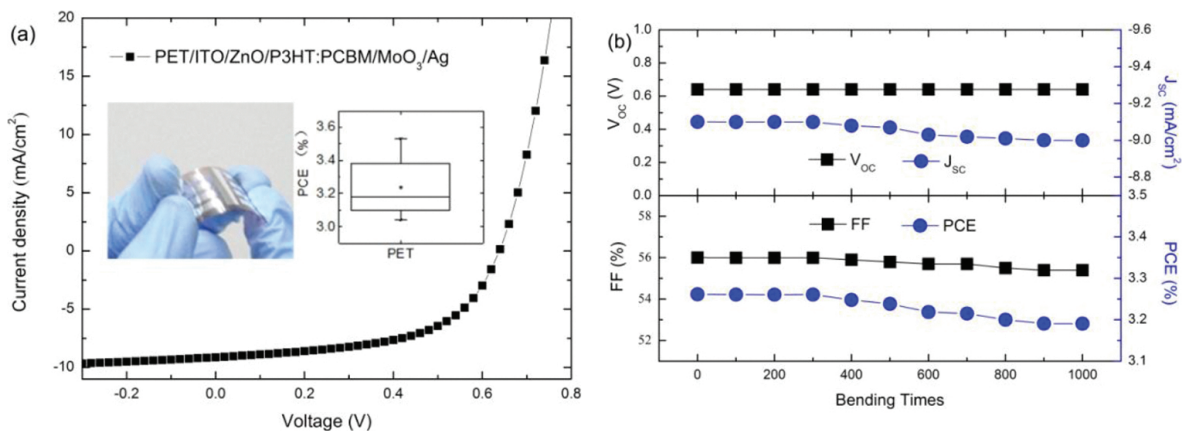 (a)
PET/ITO/ZnO/P3HT:PCBM/MoO3/Ag
Current density (mA/cm²)
20
15
10
5
0
-5
-10
-0.2
0.0
0.2
0.4
0.6
0.8
Voltage (V)
PCE (%)
3.6
3.4
3.2
3.0
PET
(b)
VOC (V)
1.0
0.8
0.6
0.4
0.2
0.0
-9.6
-9.4
-9.2
-9.0
-8.8
JSC (mA/cm²)
VOC
JSC
FF (%)
58
56
54
52
3.5
3.4
3.3
3.2
3.1
PCE (%)
FF
PCE
0
200
400
600
800
1000
Bending Times